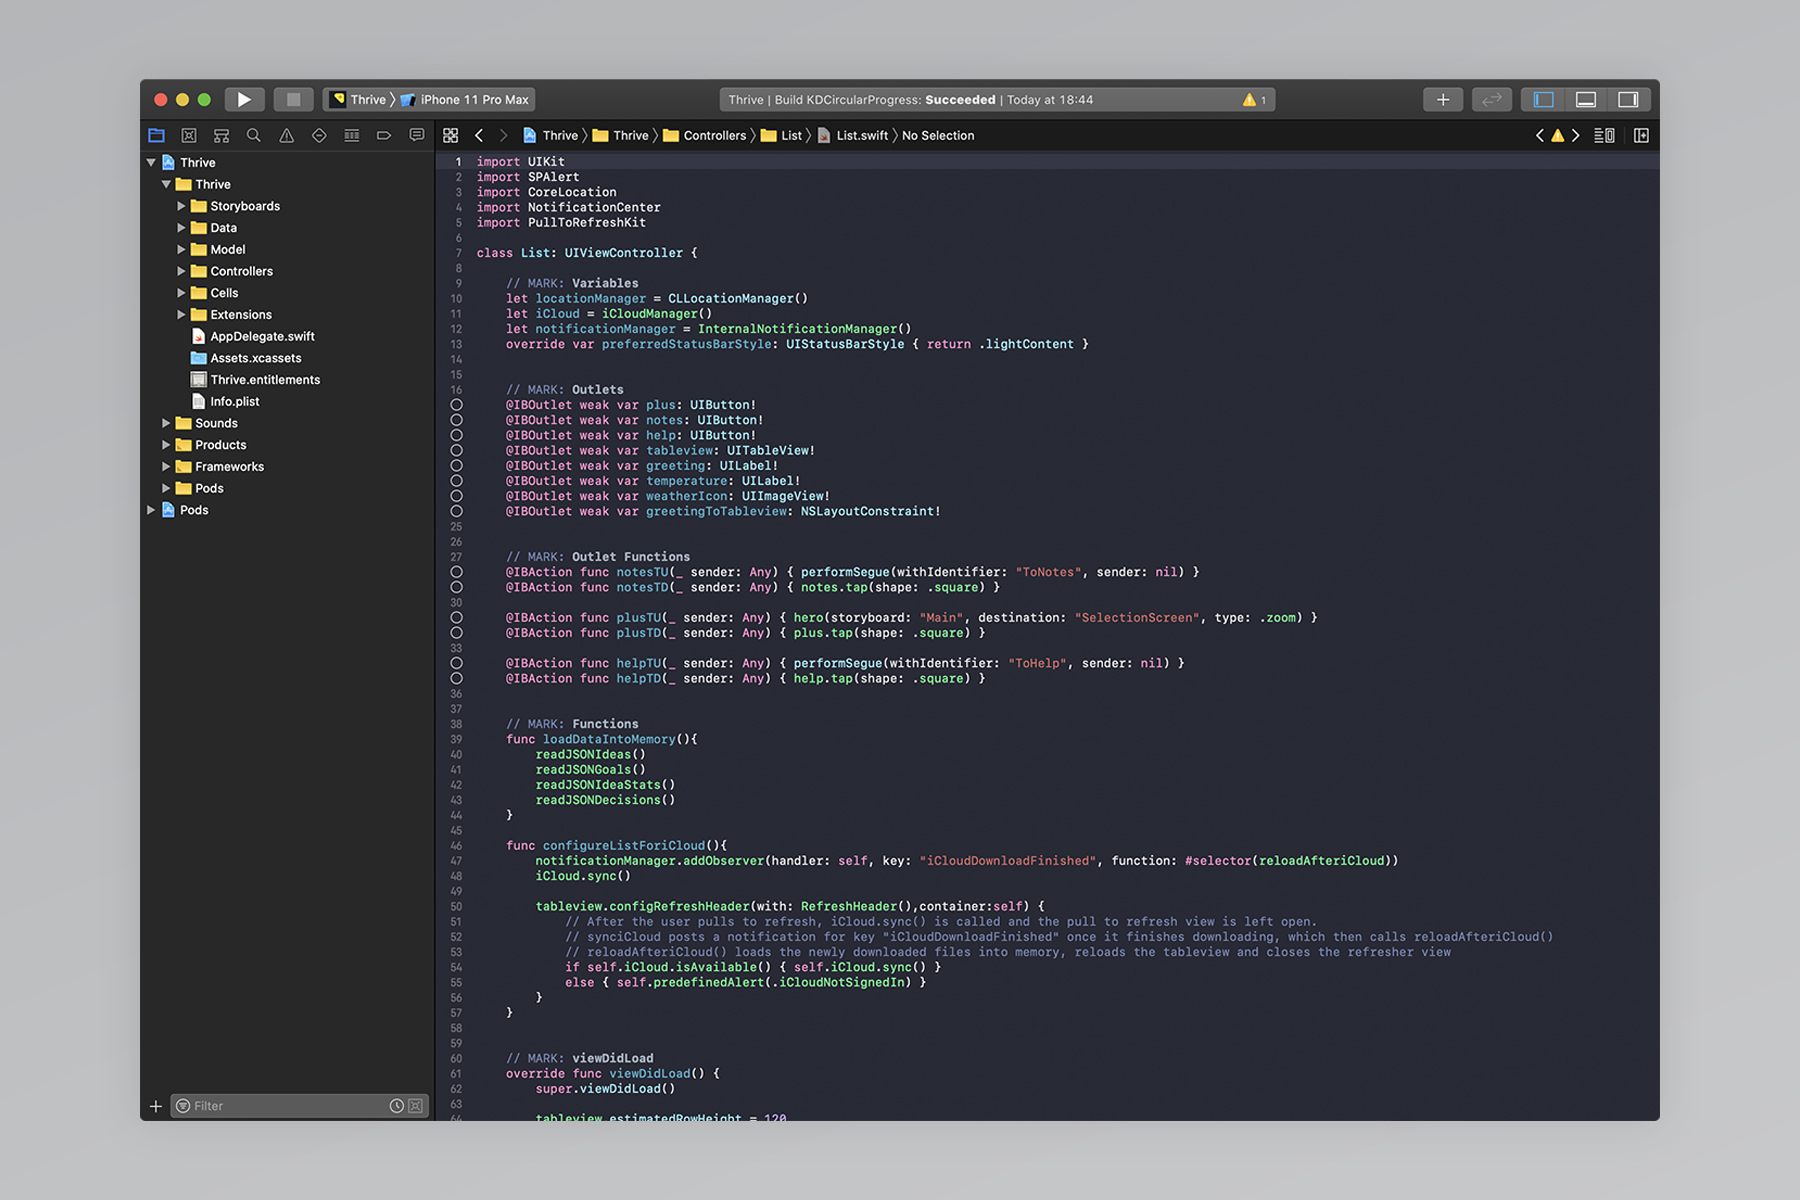 Thrive 〉 iPhone 11 Pro Max
Thrive | Build KDCircularProgress: Succeeded | Today at 18:44
1
Thrive 〉 Thrive 〉 Controllers 〉 List 〉 List.swift 〉 No Selection
Thrive
Thrive
Storyboards
Data
Model
Controllers
Cells
Extensions
AppDelegate.swift
Assets.xcassets
Thrive.entitlements
Info.plist
Sounds
Products
Frameworks
Pods
Pods
Filter
1 import UIKit
2 import SPAlert
3 import CoreLocation
4 import NotificationCenter
5 import PullToRefreshKit
6
7 class List: UIViewController {
8
9 // MARK: Variables
10 let locationManager = CLLocationManager()
11 let iCloud = iCloudManager()
12 let notificationManager = InternalNotificationManager()
13 override var preferredStatusBarStyle: UIStatusBarStyle { return .lightContent }
14
15
16 // MARK: Outlets
@IBOutlet weak var plus: UIButton!
@IBOutlet weak var notes: UIButton!
@IBOutlet weak var help: UIButton!
@IBOutlet weak var tableview: UITableView!
@IBOutlet weak var greeting: UILabel!
@IBOutlet weak var temperature: UILabel!
@IBOutlet weak var weatherIcon: UIImageView!
@IBOutlet weak var greetingToTableview: NSLayoutConstraint!
25
26
27 // MARK: Outlet Functions
@IBAction func notesTU(_ sender: Any) { performSegue(withIdentifier: "ToNotes", sender: nil) }
@IBAction func notesTD(_ sender: Any) { notes.tap(shape: .square) }
30
@IBAction func plusTU(_ sender: Any) { hero(storyboard: "Main", destination: "SelectionScreen", type: .zoom) }
@IBAction func plusTD(_ sender: Any) { plus.tap(shape: .square) }
33
@IBAction func helpTU(_ sender: Any) { performSegue(withIdentifier: "ToHelp", sender: nil) }
@IBAction func helpTD(_ sender: Any) { help.tap(shape: .square) }
36
37
38 // MARK: Functions
39 func loadDataIntoMemory(){
40 readJSONIdeas()
41 readJSONGoals()
42 readJSONIdeaStats()
43 readJSONDecisions()
44 }
45
46 func configureListForiCloud(){
47 notificationManager.addObserver(handler: self, key: "iCloudDownloadFinished", function: #selector(reloadAfteriCloud))
48 iCloud.sync()
49
50 tableview.configRefreshHeader(with: RefreshHeader(),container:self) {
51 // After the user pulls to refresh, iCloud.sync() is called and the pull to refresh view is left open.
52 // synciCloud posts a notification for key "iCloudDownloadFinished" once it finishes downloading, which then calls reloadAfteriCloud()
53 // reloadAfteriCloud() loads the newly downloaded files into memory, reloads the tableview and closes the refresher view
54 if self.iCloud.isAvailable() { self.iCloud.sync() }
55 else { self.predefinedAlert(.iCloudNotSignedIn) }
56 }
57 }
58
59
60 // MARK: viewDidLoad
61 override func viewDidLoad() {
62 super.viewDidLoad()
63
64 tableview.estimatedRowHeight = 120